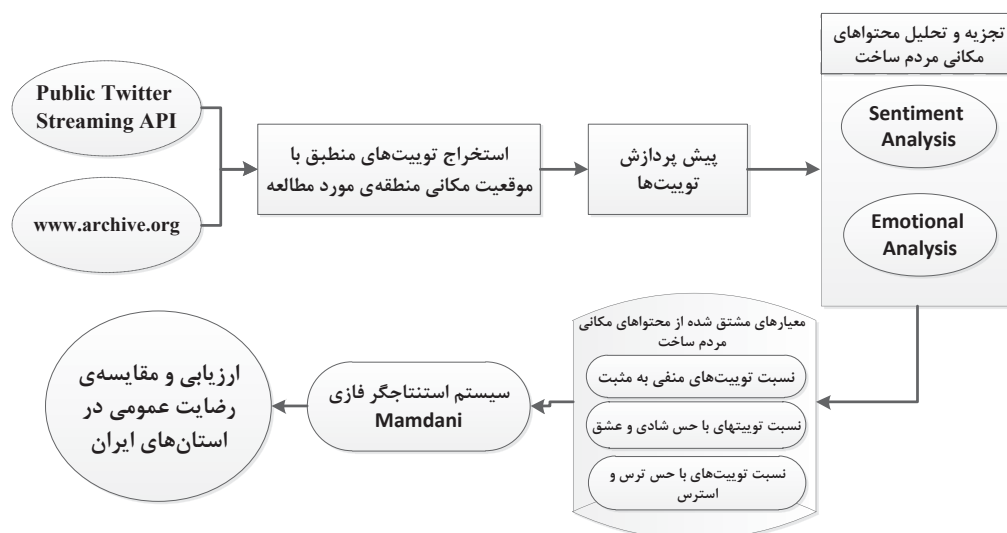 Public Twitter
Streaming API
www.archive.org
استخراج توییت‌های منطبق با
موقعیت مکانی منطقه‌ی مورد مطالعه
پیش پردازش
توییت‌ها
تجزیه و تحلیل محتواهای
مکانی مردم ساخت
Sentiment
Analysis
Emotional
Analysis
معیارهای مشتق شده از محتواهای مکانی
مردم ساخت
نسبت توییت‌های منفی به مثبت
نسبت توییتهای با حس شادی و عشق
نسبت توییت‌های با حس ترس و
استرس
سیستم استنتاجگر فازی
Mamdani
ارزیابی و مقایسه‌ی
رضایت عمومی در
استان‌های ایران